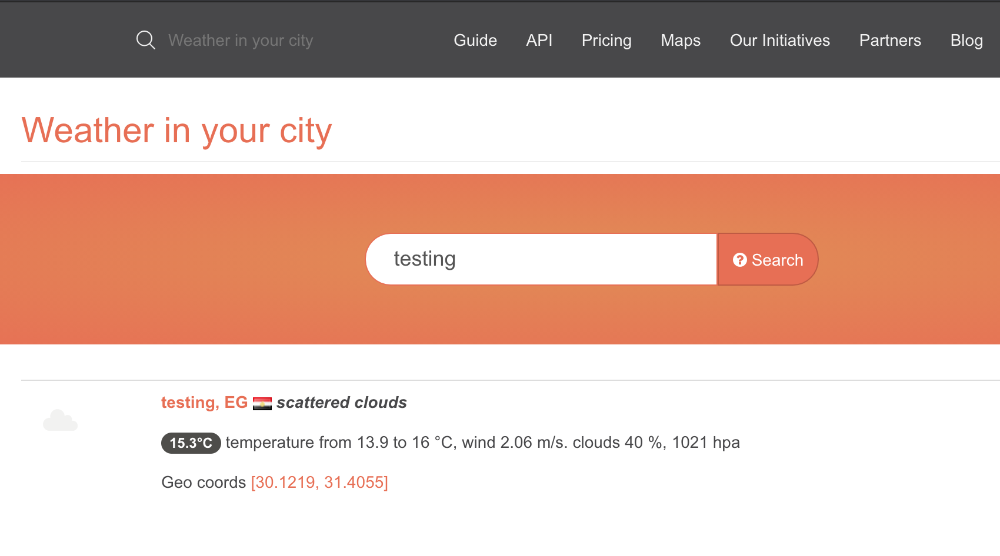 Weather in your city Guide API Pricing Maps Our Initiatives Partners Blog
Weather in your city
testing Search
testing, EG scattered clouds
15.3°C temperature from 13.9 to 16 °C, wind 2.06 m/s. clouds 40 %, 1021 hpa
Geo coords [30.1219, 31.4055]